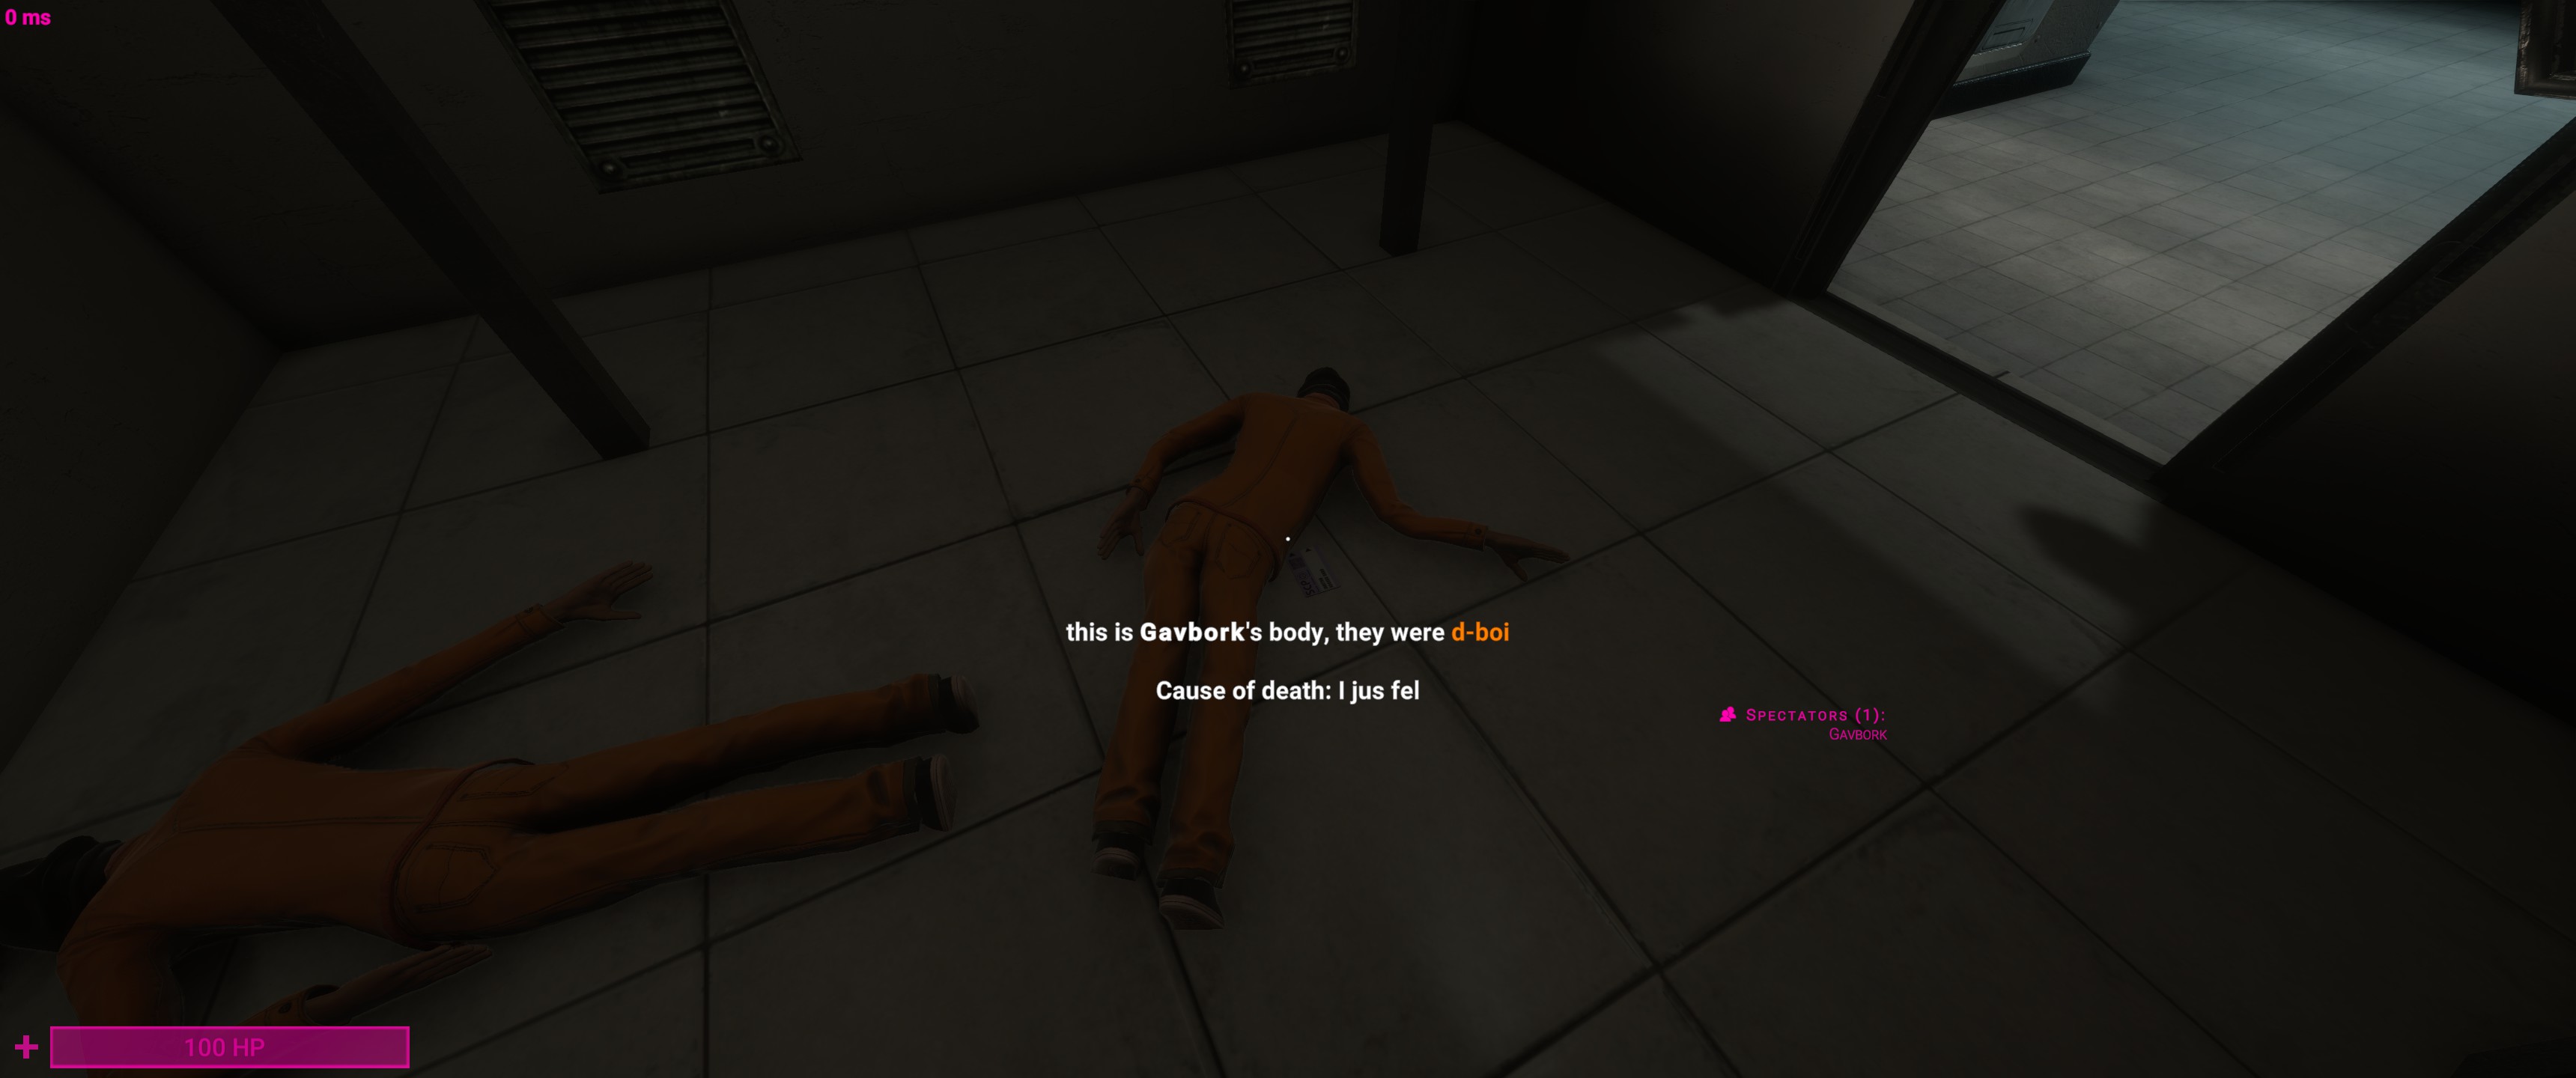 0 ms
this is Gavbork's body, they were d-boi
Cause of death: I jus fel
SPECTATORS (1):
GAVBORK
100 HP